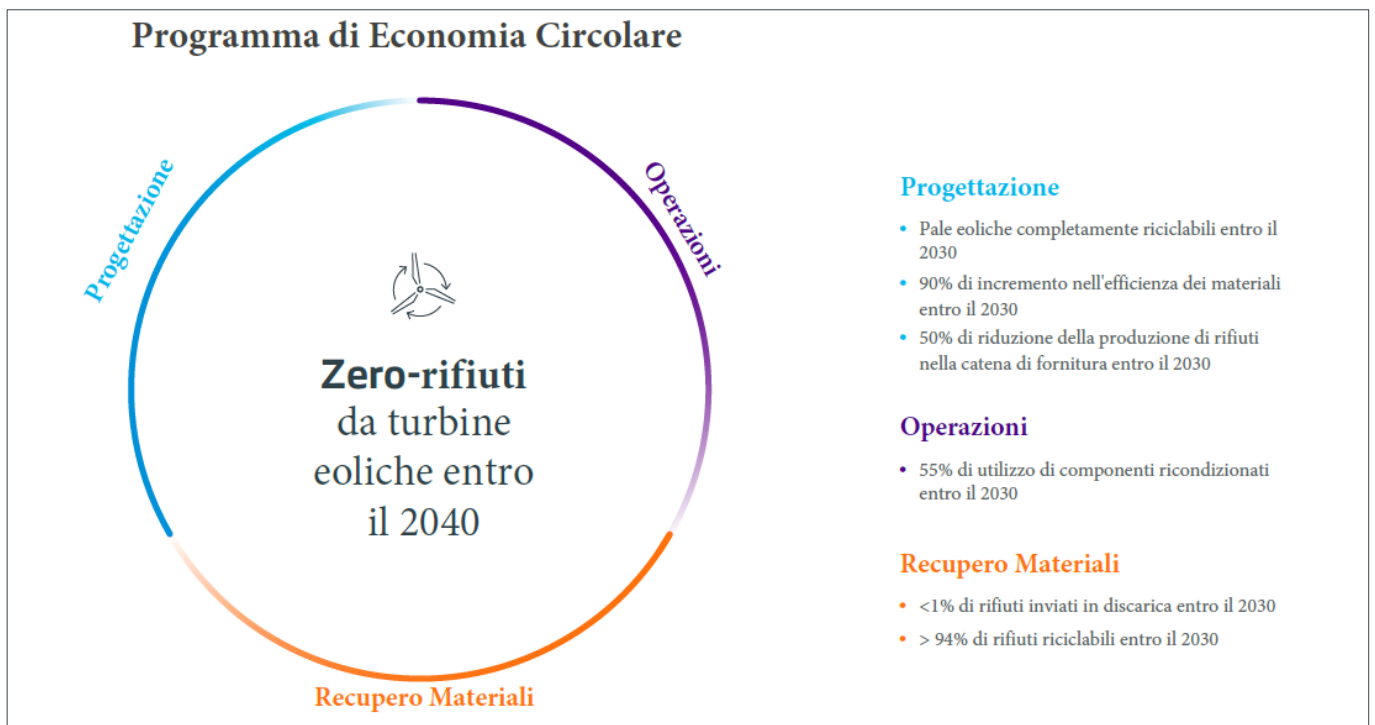 Programma di Economia Circolare
Progettazione
Operazioni
Zero-rifiuti
da turbine
eoliche entro
il 2040
Recupero Materiali
Progettazione
• Pale eoliche completamente riciclabili entro il
2030
• 90% di incremento nell'efficienza dei materiali
entro il 2030
• 50% di riduzione della produzione di rifiuti
nella catena di fornitura entro il 2030
Operazioni
• 55% di utilizzo di componenti ricondizionati
entro il 2030
Recupero Materiali
• <1% di rifiuti inviati in discarica entro il 2030
• > 94% di rifiuti riciclabili entro il 2030